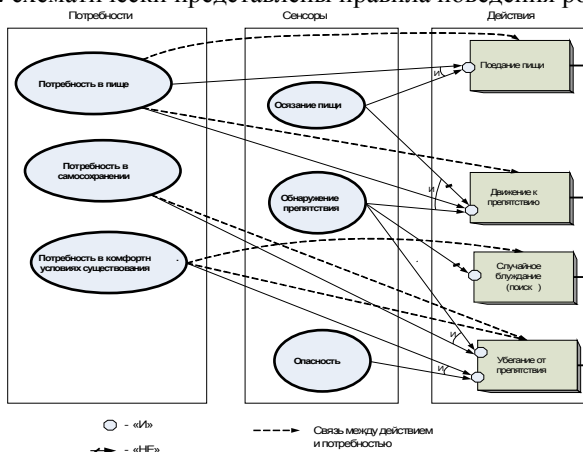 схематически представлены правила поведения
Потребности
Сенсоры
Действия
Потребность в пище
Осязание пищи
Поедание пищи
и
Потребность в
самосохранении
Обнаружение
препятствия
и
Движение к
препятствию
Потребность в комфортн
условиях существования
Случайное
блуждание
(поиск )
и
Опасность
и
Убегание от
препятствия
- «И»
- «НЕ»
Связь между действием
и потребностью